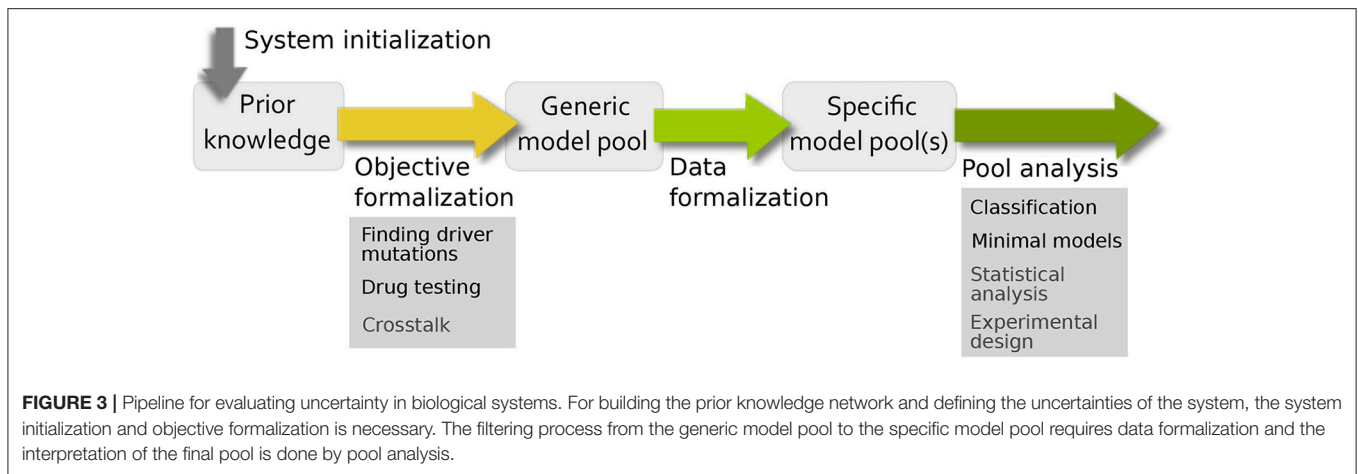 System initialization
Prior
knowledge
Generic
model pool
Specific
model pool(s)
Objective
formalization
Data
formalization
Pool analysis
Finding driver
mutations
Drug testing
Crosstalk
Classification
Minimal models
Statistical
analysis
Experimental
design
FIGURE 3 | Pipeline for evaluating uncertainty in biological systems. For building the prior knowledge network and defining the uncertainties of the system, the system
initialization and objective formalization is necessary. The filtering process from the generic model pool to the specific model pool requires data formalization and the
interpretation of the final pool is done by pool analysis.